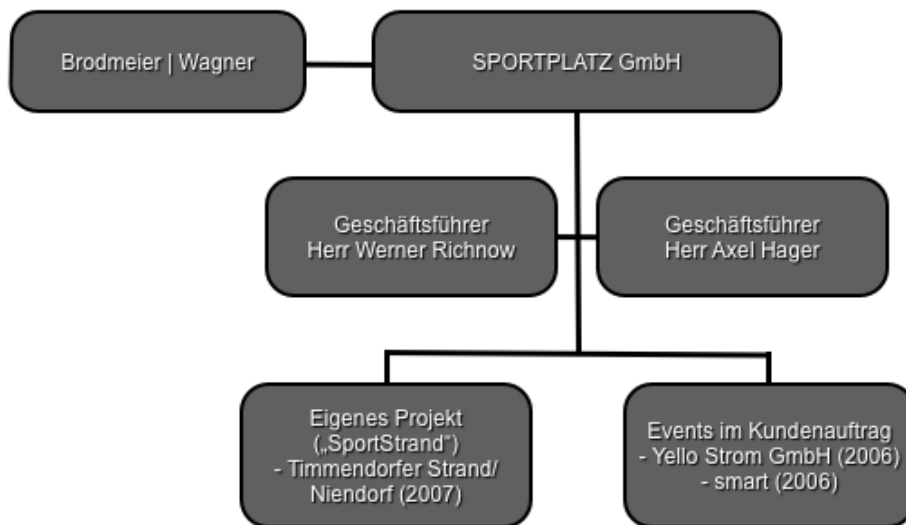 Brodmeier | Wagner
SPORTPLATZ GmbH
Geschäftsführer
Herr Werner Richnow
Geschäftsführer
Herr Axel Hager
Eigenes Projekt
(„SportStrand“)
- Timmendorfer Strand/
Niendorf (2007)
Events im Kundenauftrag
- Yello Strom GmbH (2006)
- smart (2006)